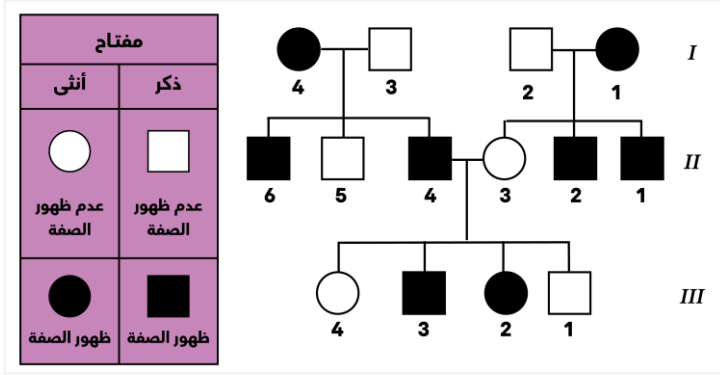 مفتاح
ذكر أنثى
عدم ظهور الصفة عدم ظهور الصفة
ظهور الصفة ظهور الصفة
I
1 2 3 4
II
1 2 3 4 5 6
III
1 2 3 4